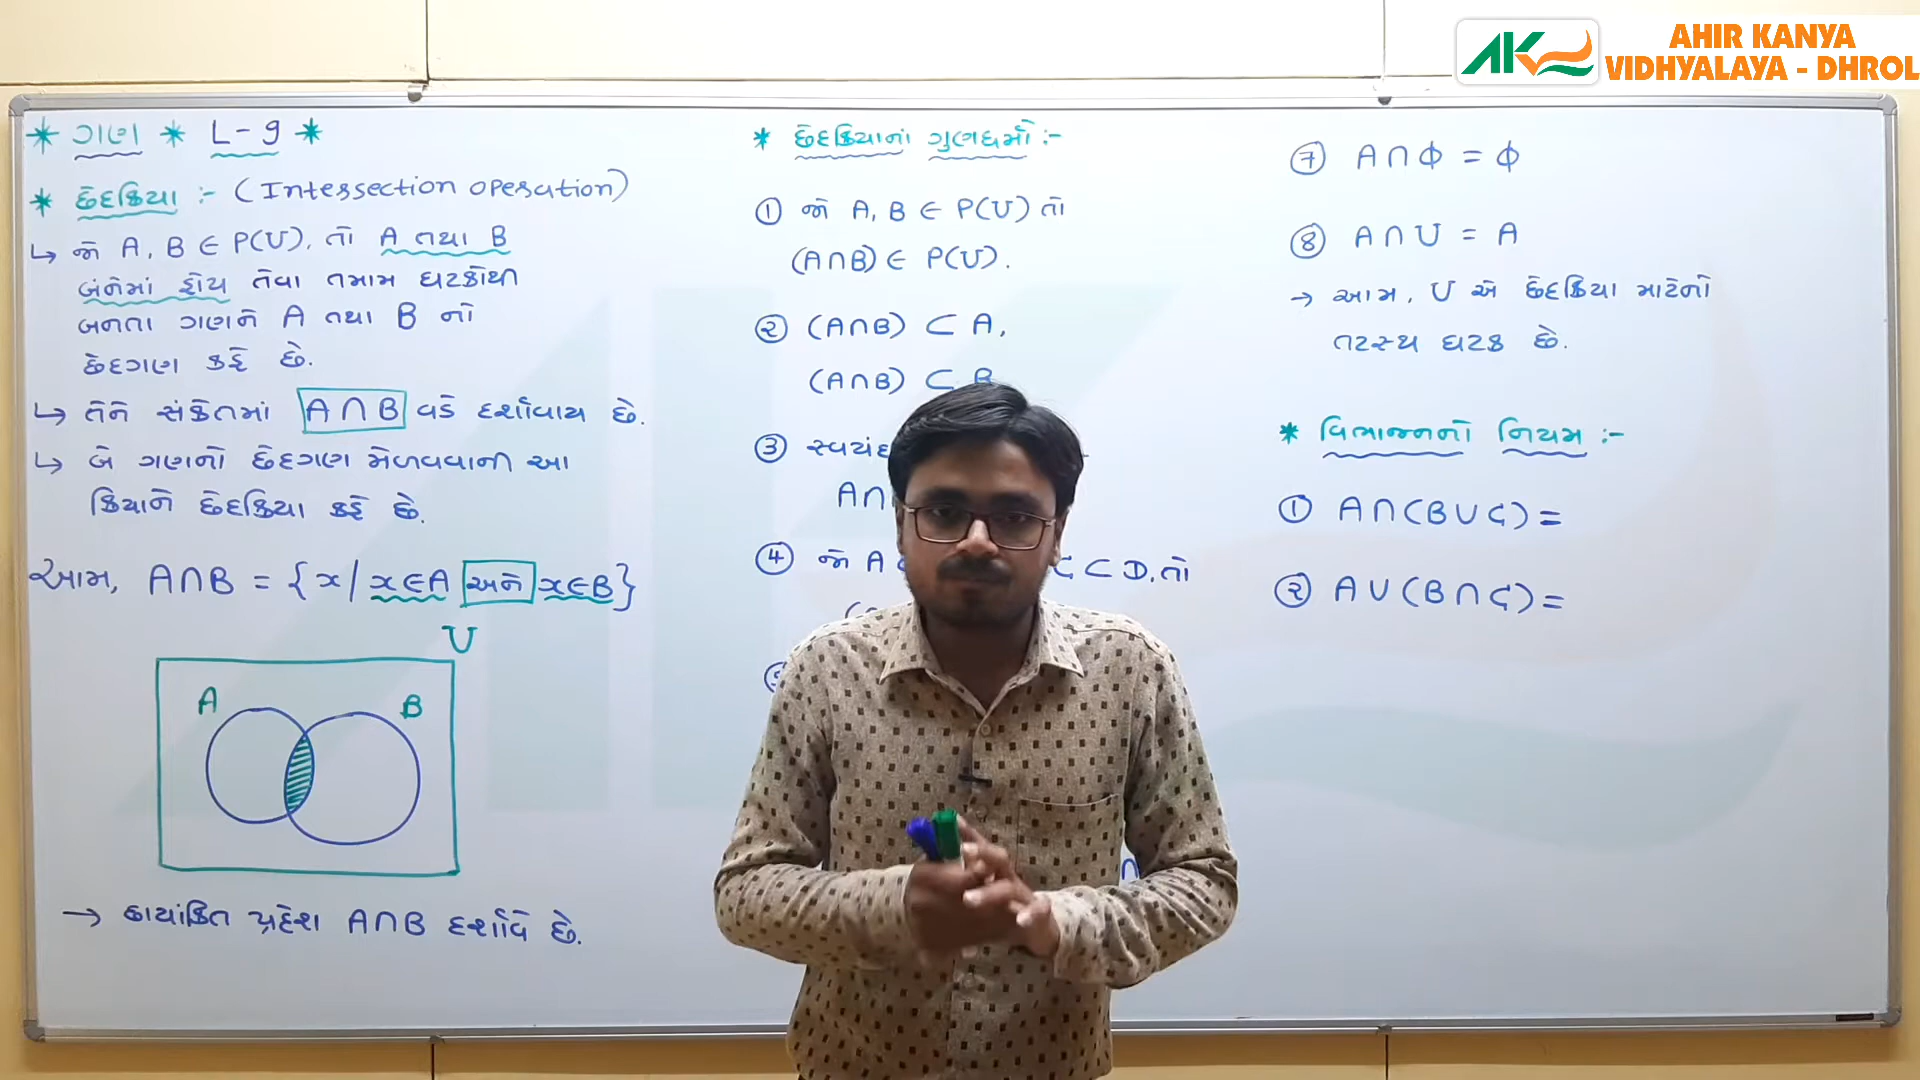 AHIR KANYA
VIDHYALAYA - DHROL
* ગણ * L-9 *
* છેદક્રિયા :- (Intersection operation)
↳ જો A, B ∈ P(U), તો A તથા B
બંનેમાં હોય તેવા તમામ ઘટકોથી
બનતા ગણને A તથા B નો
છેદગણ કહે છે.
↳ તેને સંકેતમાં A∩B વડે દર્શાવાય છે.
↳ બે ગણનો છેદગણ મેળવવાની આ
ક્રિયાને છેદક્રિયા કહે છે.
આમ, A∩B = {x/x∈A અને x∈B}
U
A
B
→ છાયાંકિત પ્રદેશ A∩B દર્શાવે છે.
* છેદક્રિયાનાં ગુણધર્મો :-
① જો A, B ∈ P(U) તો
(A∩B) ∈ P(U).
② (A∩B) ⊂ A,
(A∩B) ⊂ B
③
A∩
④ જો A ⊂ D, તો
⑦ A∩Φ = Φ
⑧ A∩U = A
→ આમ, U એ છેદક્રિયા માટેનો
તટસ્થ ઘટક છે.
* વિભાજનનો નિયમ :-
① A∩(B∪C) =
② A∪(B∩C) =